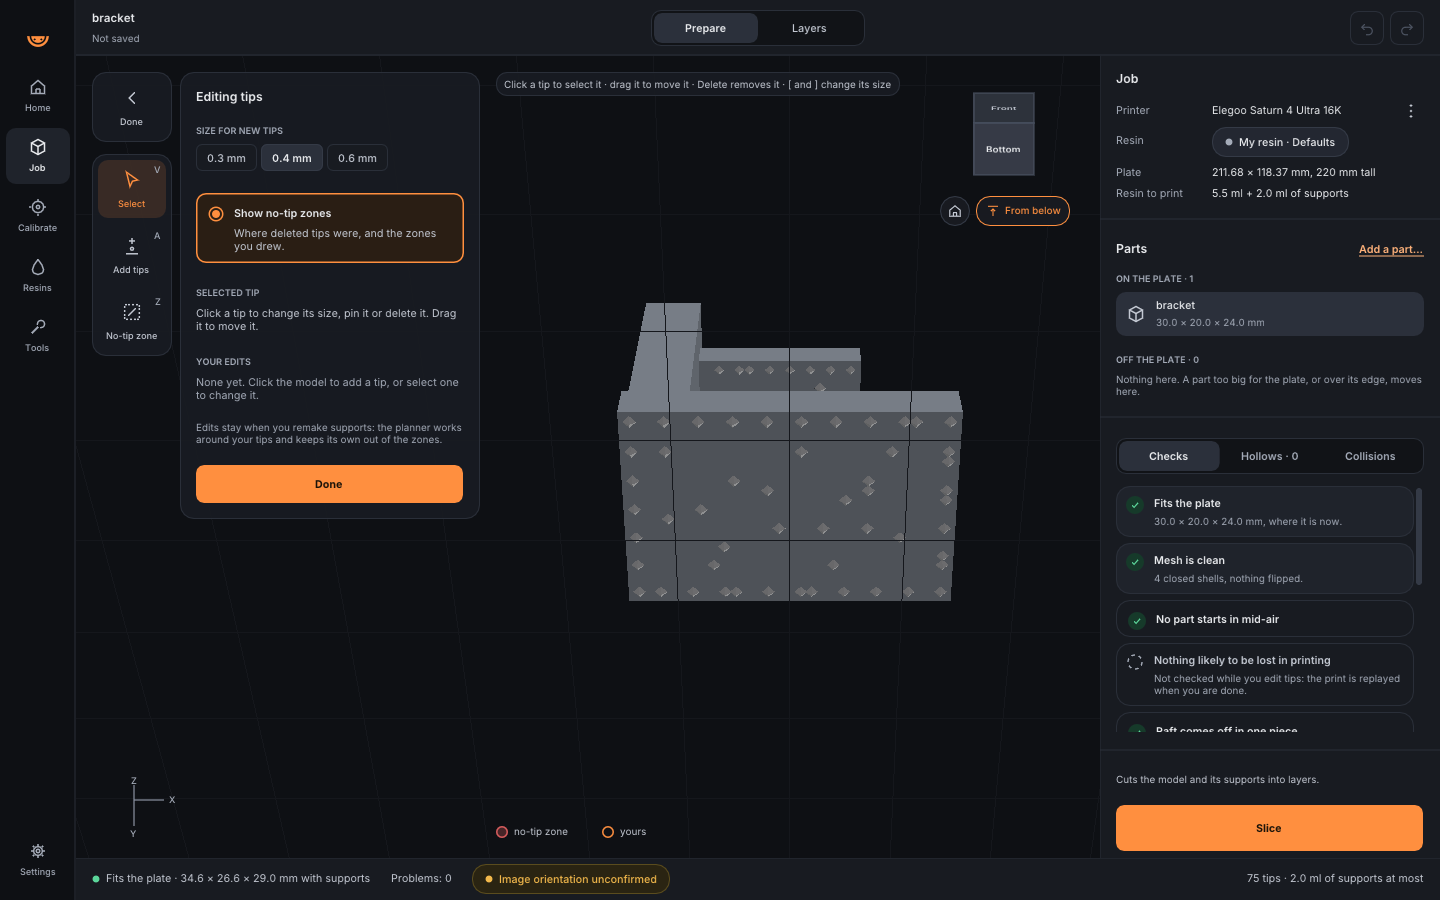 bracket
Not saved
Prepare
Layers
Home
Job
Calibrate
Resins
Tools
Settings
Done
V
Select
A
Add tips
Z
No-tip zone
Editing tips
SIZE FOR NEW TIPS
0.3 mm
0.4 mm
0.6 mm
Show no-tip zones
Where deleted tips were, and the zones
you drew.
SELECTED TIP
Click a tip to change its size, pin it or delete it. Drag
it to move it.
YOUR EDITS
None yet. Click the model to add a tip, or select one
to change it.
Edits stay when you remake supports: the planner works
around your tips and keeps its own out of the zones.
Done
Click a tip to select it · drag it to move it · Delete removes it · [ and ] change its size
Front
Bottom
From below
Z
X
Y
no-tip zone
yours
Job
Printer
Elegoo Saturn 4 Ultra 16K
Resin
My resin · Defaults
Plate
211.68 × 118.37 mm, 220 mm tall
Resin to print
5.5 ml + 2.0 ml of supports
Parts
Add a part...
ON THE PLATE · 1
bracket
30.0 × 20.0 × 24.0 mm
OFF THE PLATE · 0
Nothing here. A part too big for the plate, or over its edge, moves
here.
Checks
Hollows · 0
Collisions
Fits the plate
30.0 × 20.0 × 24.0 mm, where it is now.
Mesh is clean
4 closed shells, nothing flipped.
No part starts in mid-air
Nothing likely to be lost in printing
Not checked while you edit tips: the print is replayed
when you are done.
Raft comes off in one piece
Cuts the model and its supports into layers.
Slice
Fits the plate · 34.6 × 26.6 × 29.0 mm with supports
Problems: 0
Image orientation unconfirmed
75 tips · 2.0 ml of supports at most